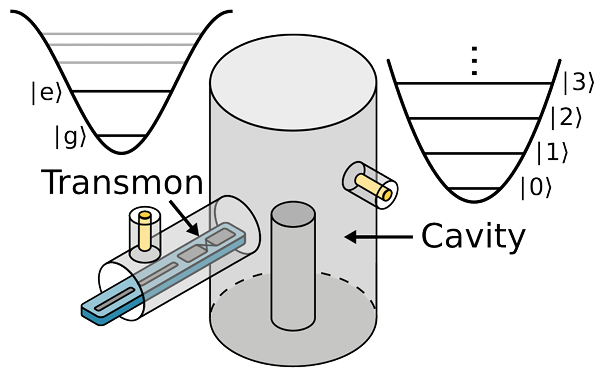 |e⟩
|g⟩
Transmon
Cavity
|3⟩
|2⟩
|1⟩
|0⟩